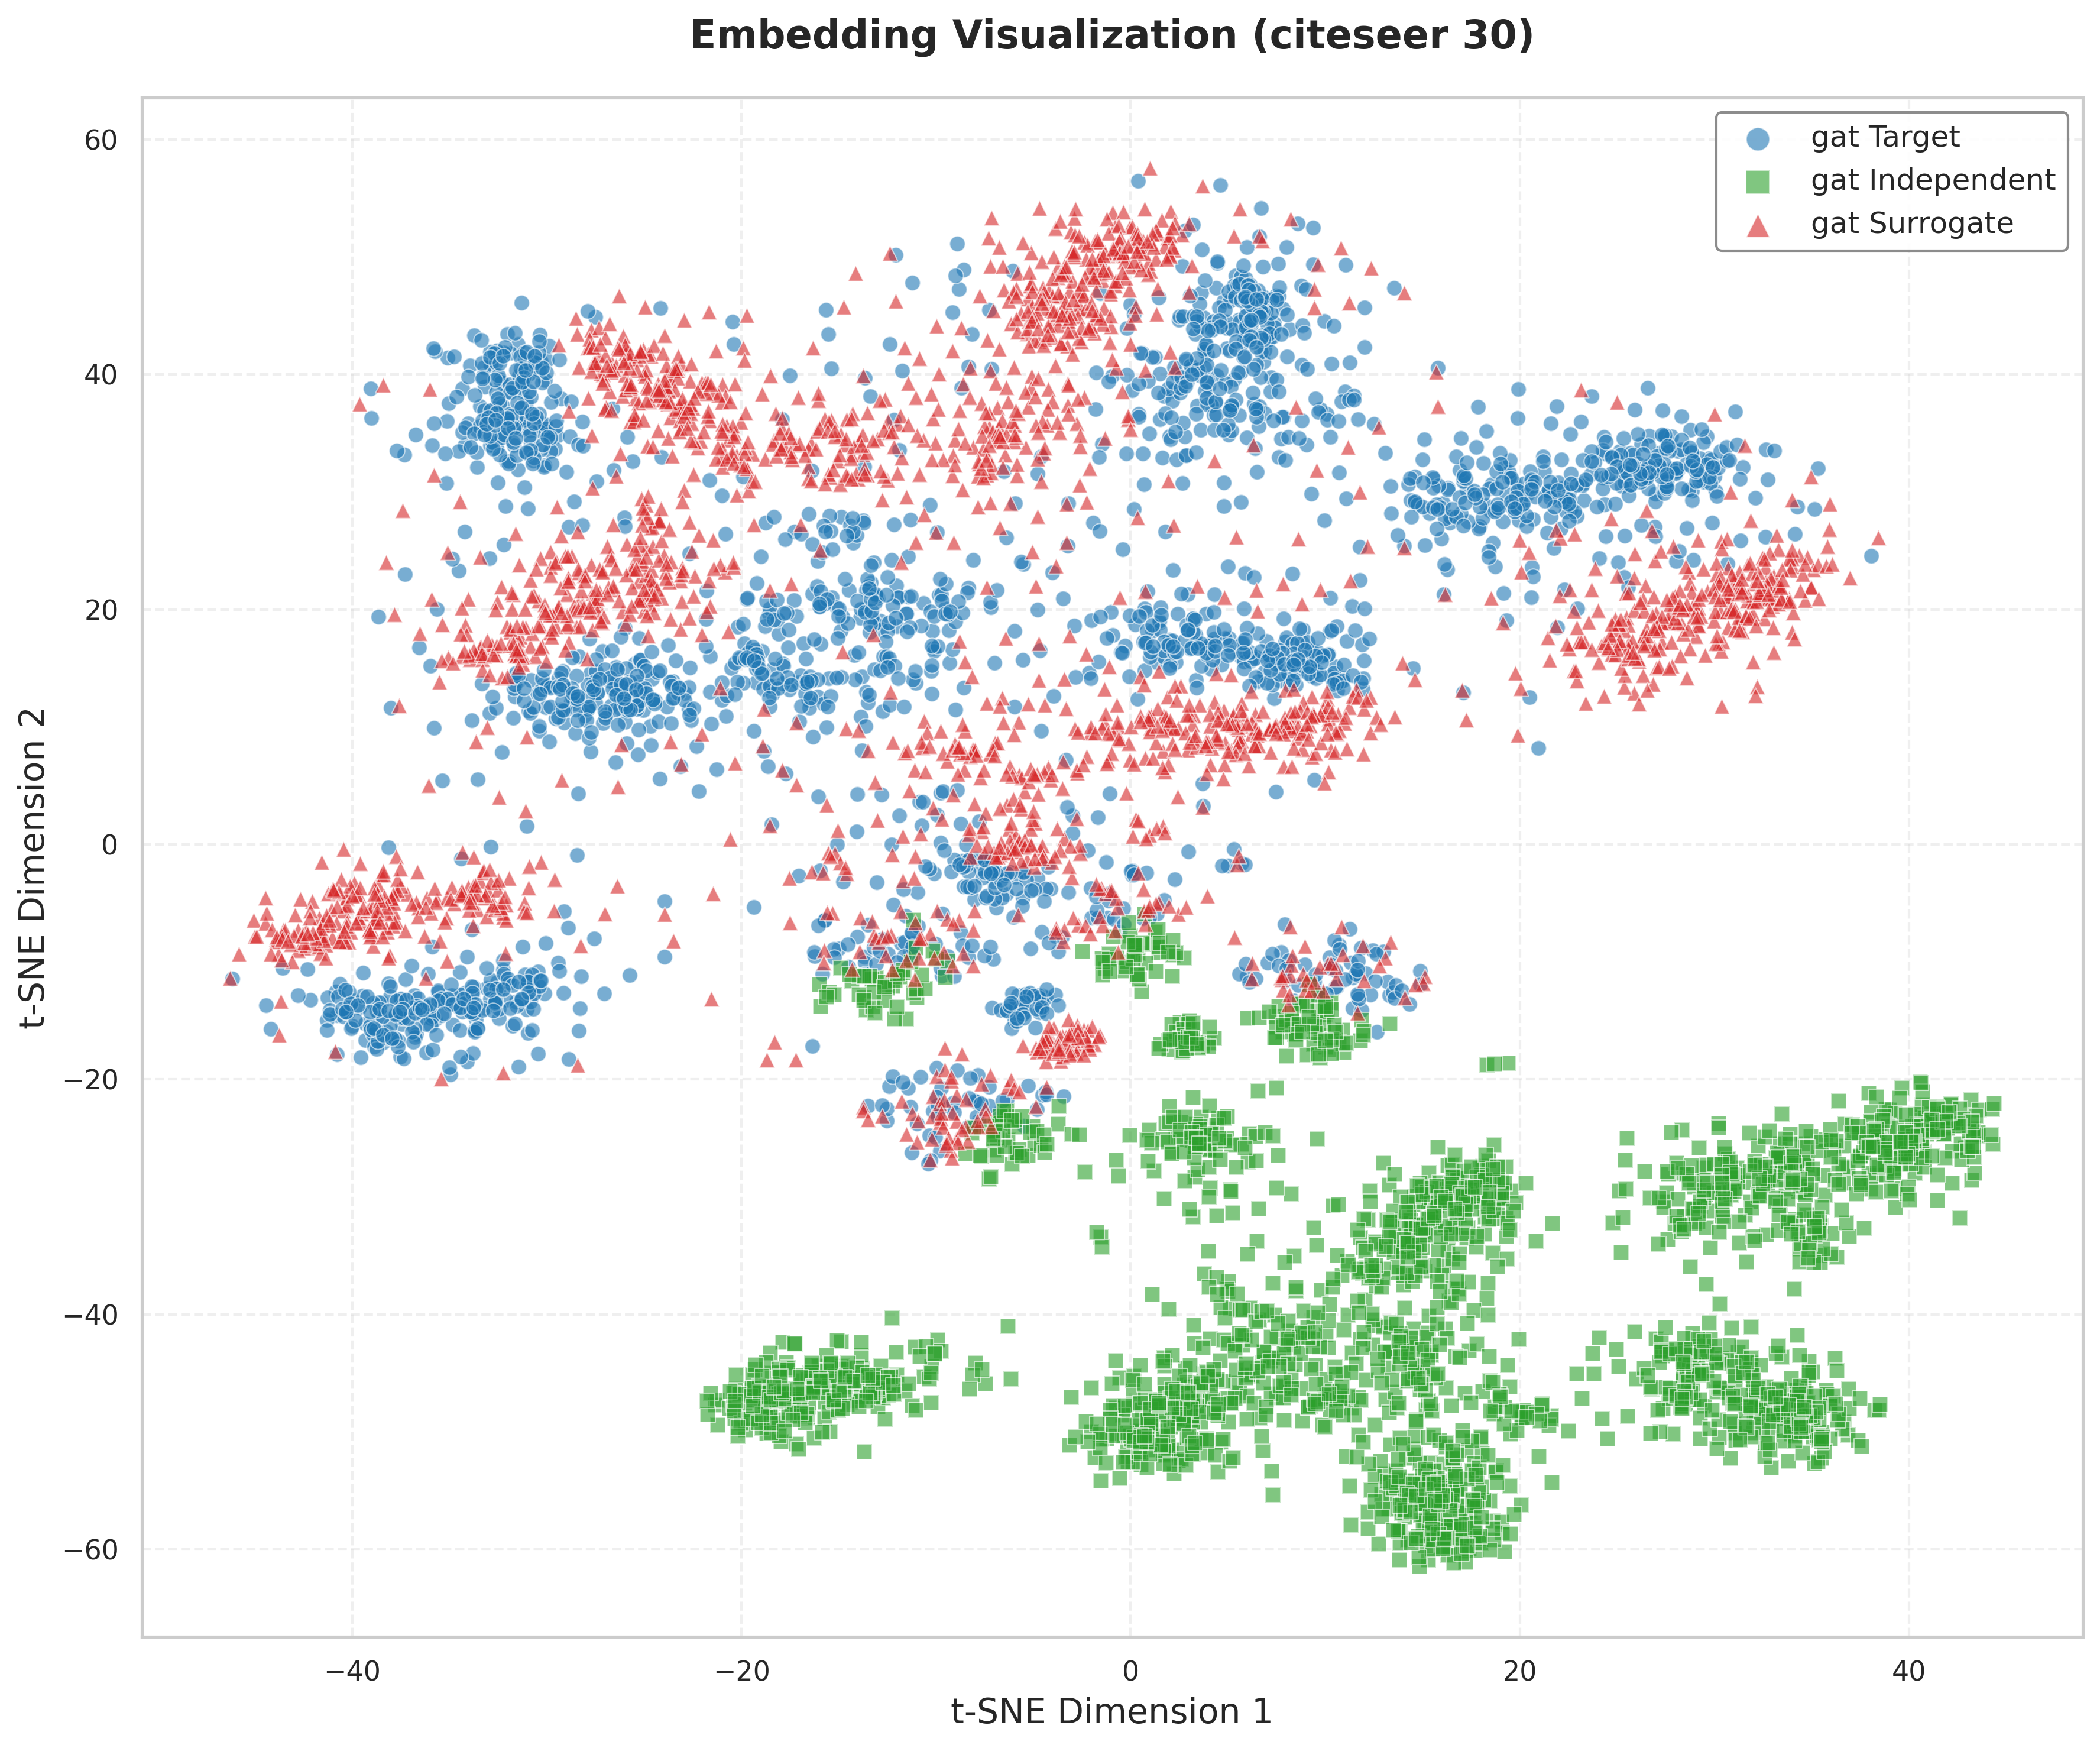 Embedding Visualization (citeseer 30)
gat Target
gat Independent
gat Surrogate
60
40
20
0
−20
−40
−60
t-SNE Dimension 2
−40
−20
0
20
40
t-SNE Dimension 1